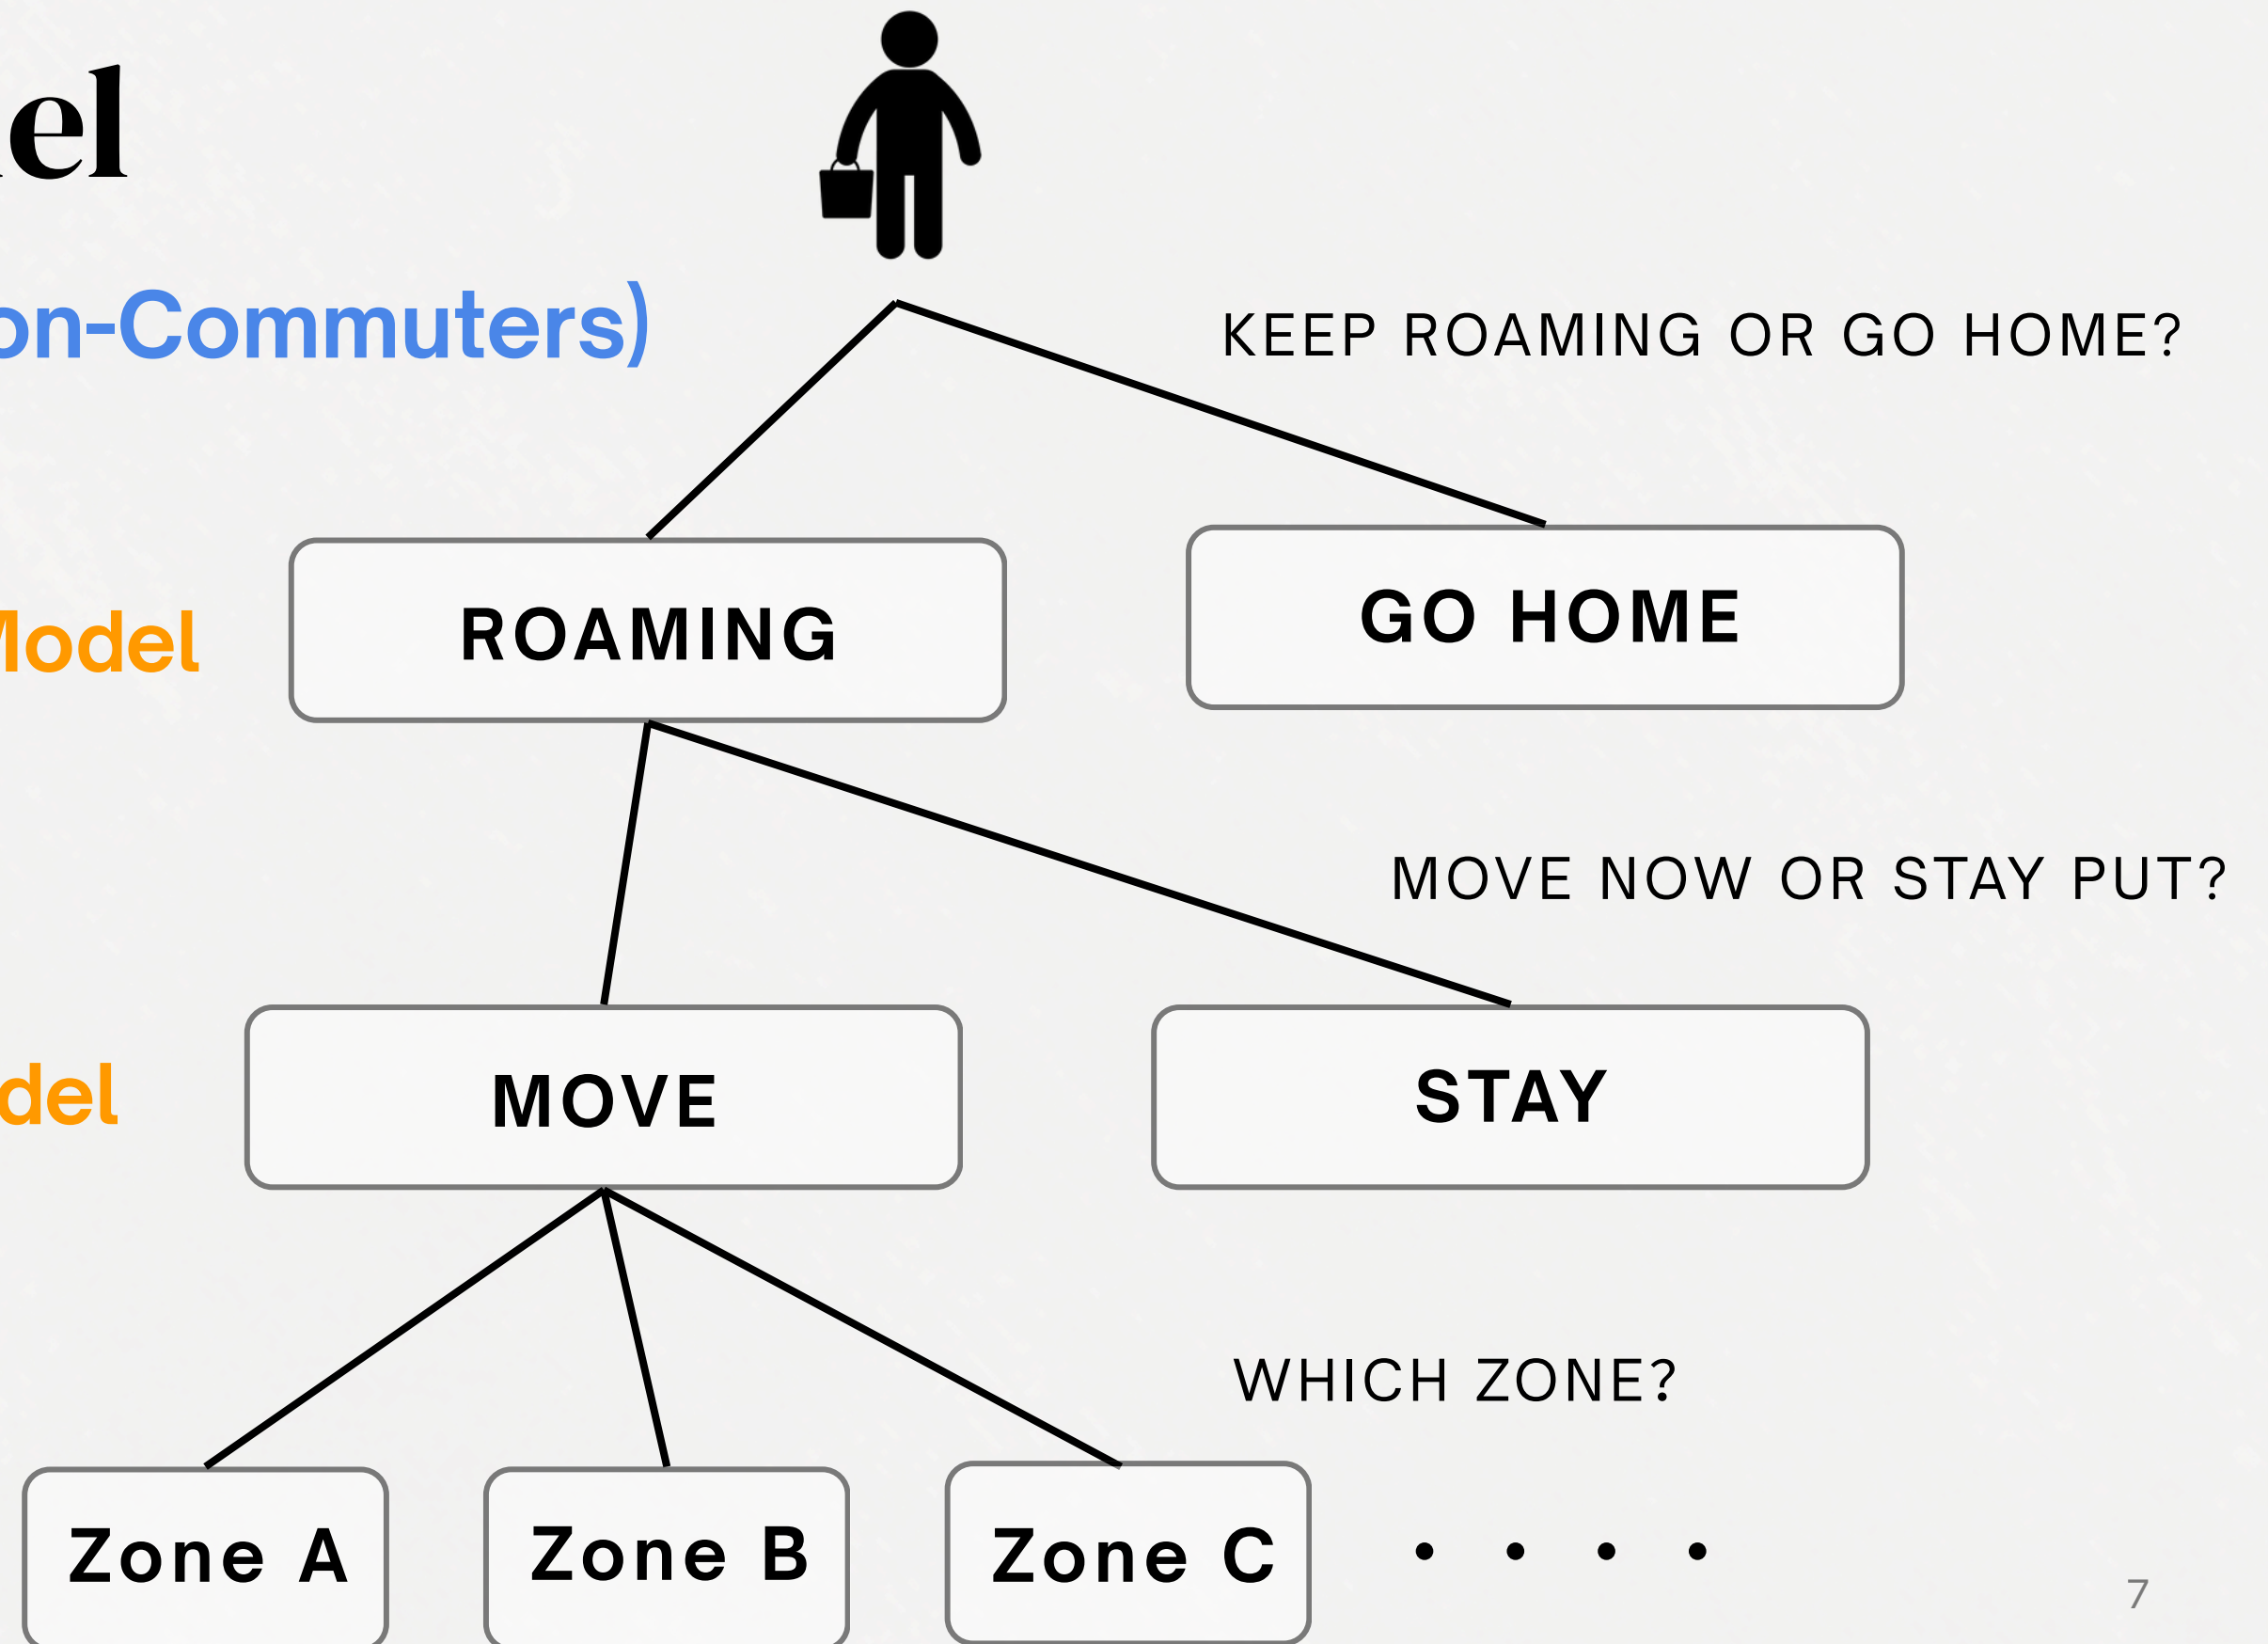 el
on-Commuters)
KEEP ROAMING OR GO HOME?
Model
ROAMING
GO HOME
MOVE NOW OR STAY PUT?
del
MOVE
STAY
WHICH ZONE?
Zone A
Zone B
Zone C
• • • •
7